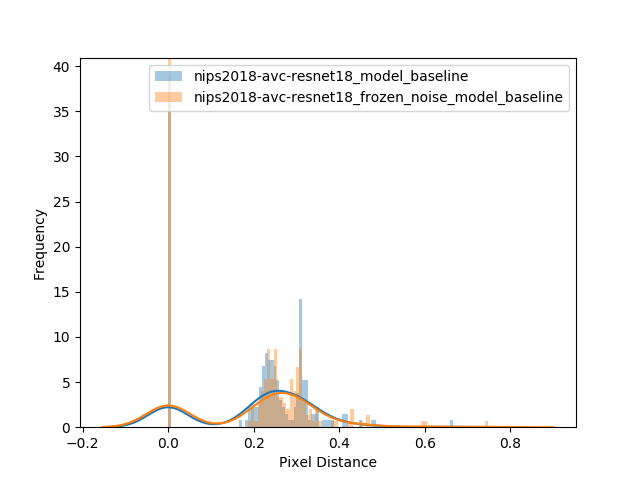 nips2018-avc-resnet18_model_baseline
nips2018-avc-resnet18_frozen_noise_model_baseline
40
35
30
25
20
15
10
5
0
Frequency
−0.2 0.0 0.2 0.4 0.6 0.8
Pixel Distance